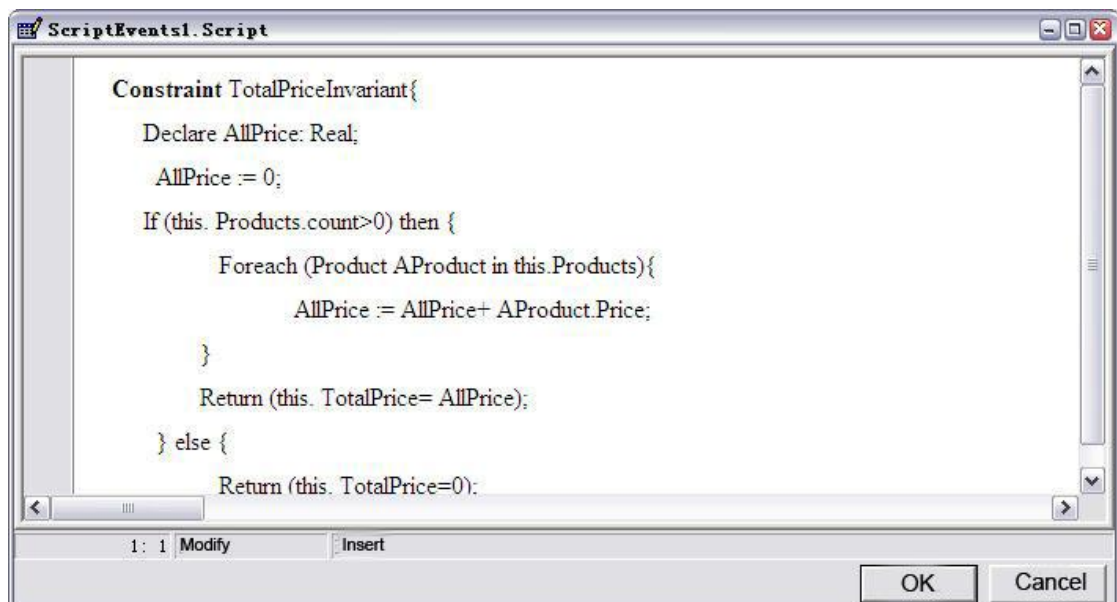 ScriptEvents1.Script
Constraint TotalPriceInvariant{
Declare AllPrice: Real;
AllPrice := 0;
If (this. Products.count>0) then {
Foreach (Product AProduct in this.Products){
AllPrice := AllPrice+ AProduct.Price;
}
Return (this. TotalPrice= AllPrice);
} else {
Return (this. TotalPrice=0);
1: 1 Modify Insert
OK Cancel